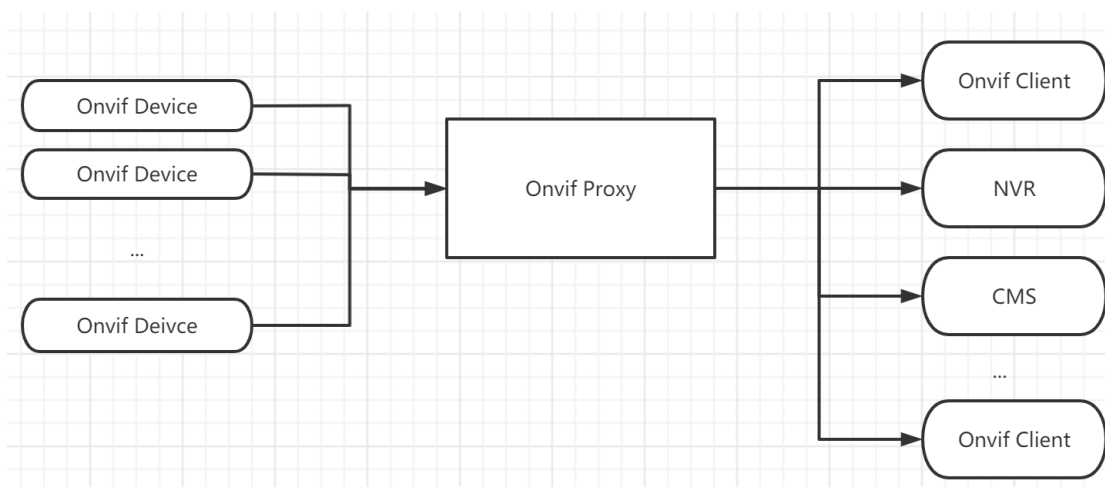 Onvif Device
Onvif Device
...
Onvif Deivce
Onvif Proxy
Onvif Client
NVR
CMS
...
Onvif Client